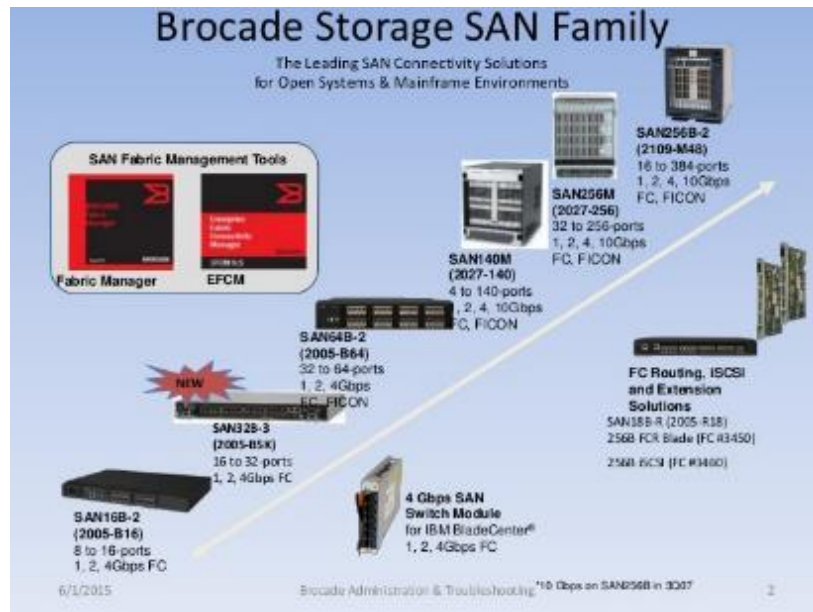 Brocade Storage SAN Family
The Leading SAN Connectivity Solutions
for Open Systems & Mainframe Environments
SAN Fabric Management Tools
Fabric Manager
EFCM
SAN256B-2
(2109-M48)
16 to 384-ports
1, 2, 4, 10Gbps
FC, FICON
SAN256M
(2027-256)
32 to 256-ports
1, 2, 4, 10Gbps
FC, FICON
SAN140M
(2027-140)
4 to 140-ports
, 2, 4, 10Gbps
FC, FICON
SAN64B-2
(2005-B64)
32 to 64-ports
1, 2, 4Gbps
FC, FICON
NEW
SAN32B-3
(2005-B5K)
16 to 32-ports
1, 2, 4Gbps FC
SAN16B-2
(2005-B16)
8 to 16-ports
1, 2, 4Gbps FC
4 Gbps SAN
Switch Module
for IBM BladeCenter®
1, 2, 4Gbps FC
FC Routing, iSCSI
and Extension
Solutions
SAN18B-R (2005-R18)
256B FCR Blade (FC #3450)
256B iSCSI (FC #3460)
6/1/2015
Brocade Administration & Troubleshooting
*10 Gbps on SAN256B in 3Q07
2